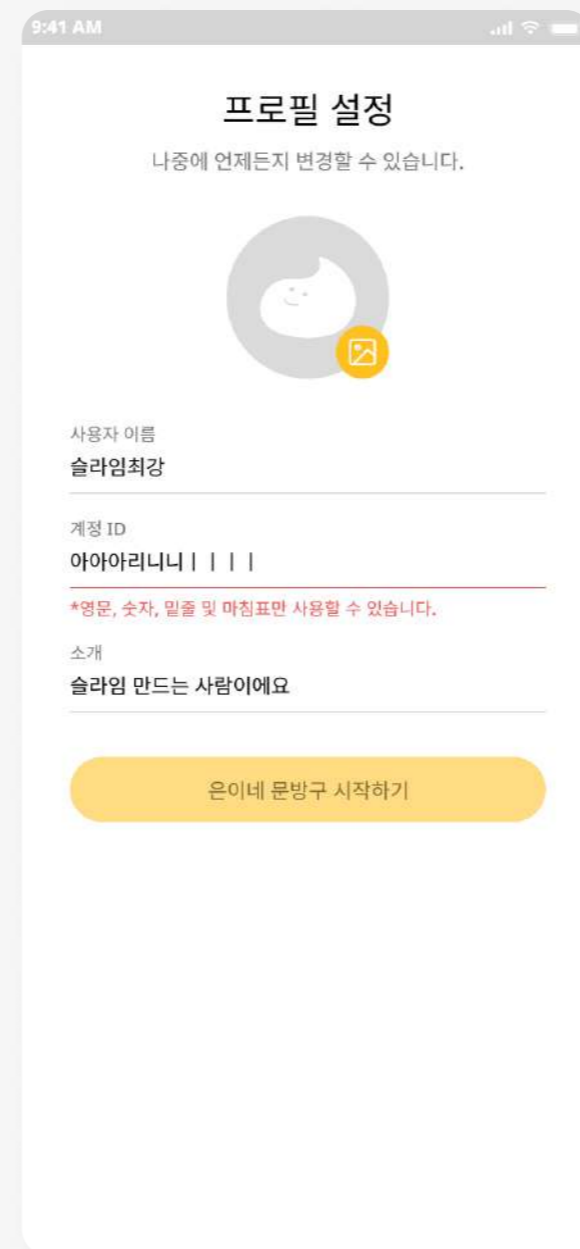 9:41 AM
프로필 설정
나중에 언제든지 변경할 수 있습니다.
사용자 이름
슬라임최강
계정 ID
아아아리니니ㅣㅣㅣㅣ
*영문, 숫자, 밑줄 및 마침표만 사용할 수 있습니다.
소개
슬라임 만드는 사람이에요
은이네 문방구 시작하기